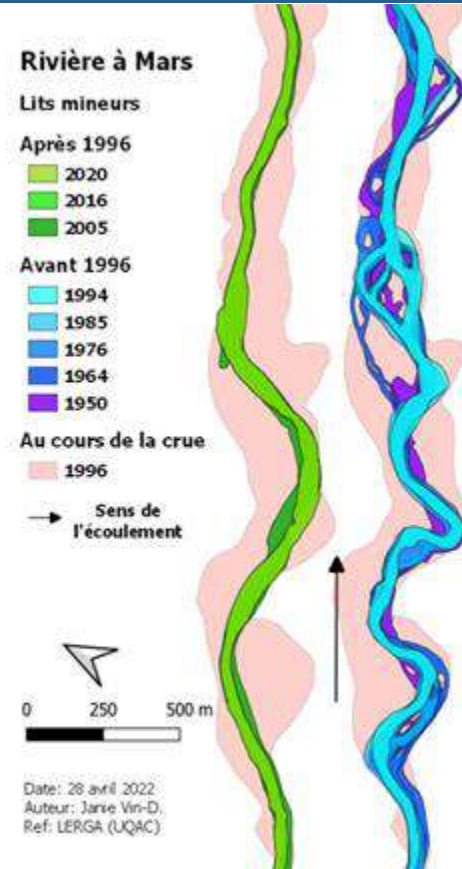 Rivière à Mars
Lits mineurs
Après 1996
2020
2016
2005
Avant 1996
1994
1985
1976
1964
1950
Au cours de la crue
1996
Sens de
l'écoulement
0 250 500 m
Date: 28 avril 2022
Auteur: Janie Vin-D.
Ref: LERGA (UQAC)